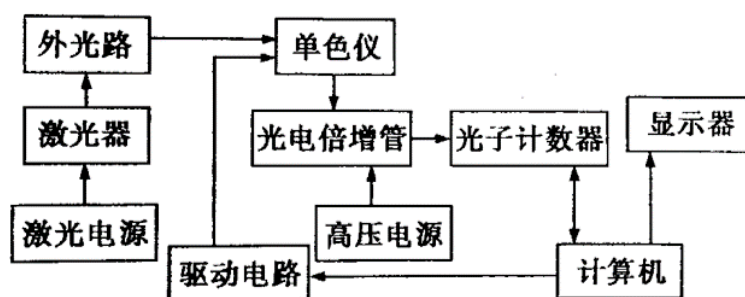 外光路
单色仪
激光器
光电倍增管
光子计数器
显示器
激光电源
高压电源
驱动电路
计算机